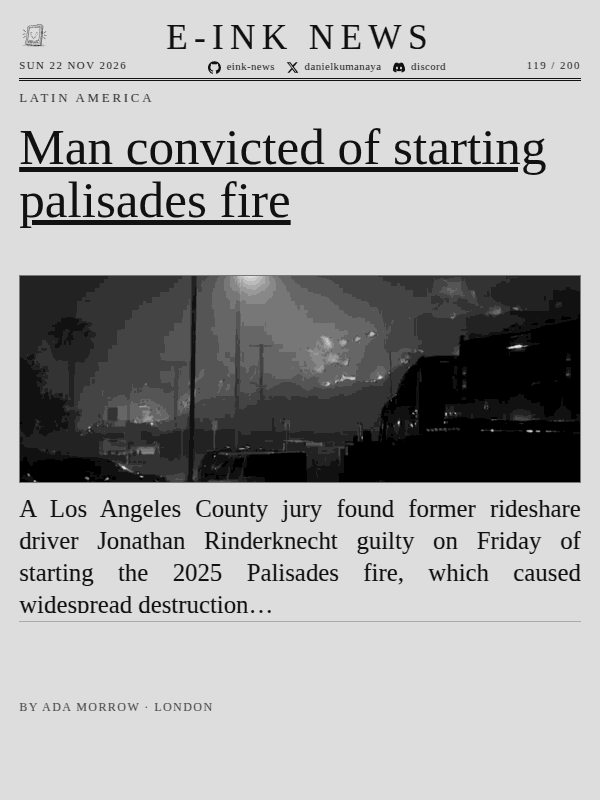 E-INK NEWS
SUN 22 NOV 2026
eink-news
danielkumanaya
discord
119 / 200
LATIN AMERICA
Man convicted of starting
palisades fire
A Los Angeles County jury found former rideshare
driver Jonathan Rinderknecht guilty on Friday of
starting the 2025 Palisades fire, which caused
widespread destruction…
BY ADA MORROW · LONDON